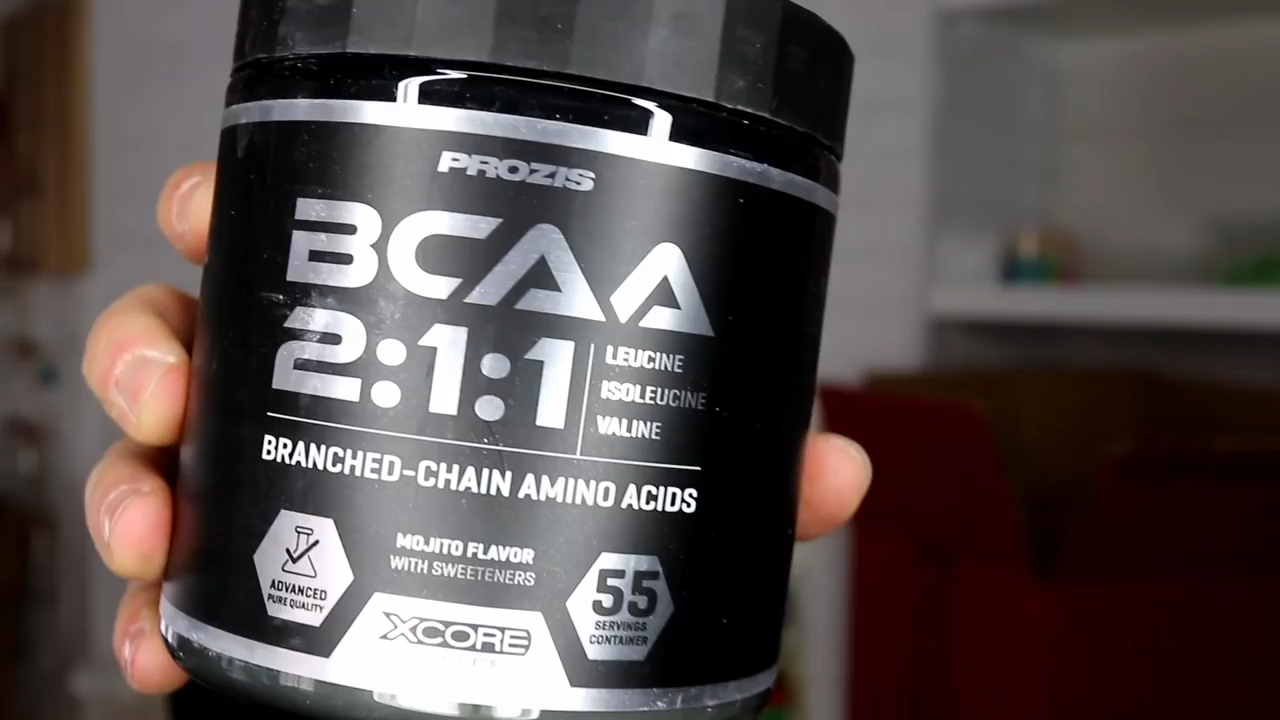 PROZIS
BCAA
2:1:1
LEUCINE
ISOLEUCINE
VALINE
BRANCHED-CHAIN AMINO ACIDS
ADVANCED
PURE QUALITY
MOJITO FLAVOR
WITH SWEETENERS
55
SERVINGS
CONTAINER
XCORE